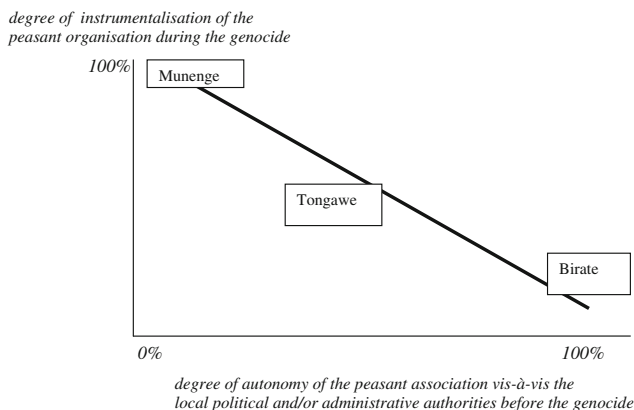 degree of instrumentalisation of the
peasant organisation during the genocide
100%
Munenge
Tongawe
Birate
0%
100%
degree of autonomy of the peasant association vis-à-vis the
local political and/or administrative authorities before the genocide